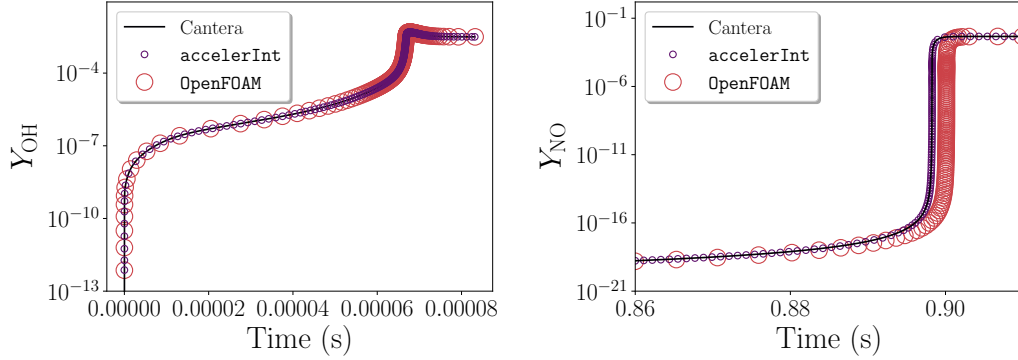 Cantera
accelerInt
OpenFOAM
Y_OH
10^−4
10^−7
10^−10
10^−13
0.00000 0.00002 0.00004 0.00006 0.00008
Time (s)
Cantera
accelerInt
OpenFOAM
Y_NO
10^−1
10^−6
10^−11
10^−16
10^−21
0.86 0.88 0.90
Time (s)